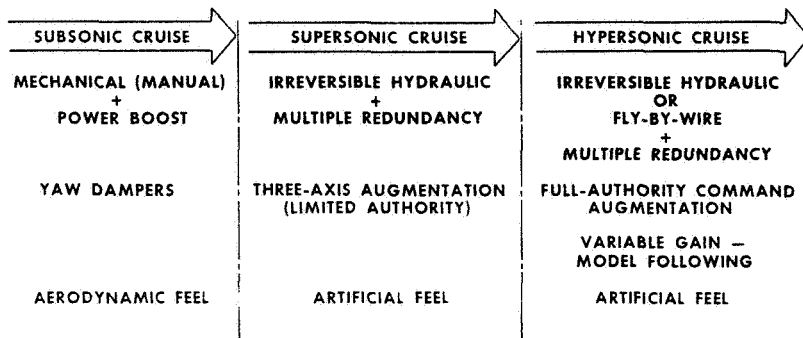 SUBSONIC CRUISE
SUPERSONIC CRUISE
HYPERSONIC CRUISE
MECHANICAL (MANUAL)
+
POWER BOOST
IRREVERSIBLE HYDRAULIC
+
MULTIPLE REDUNDANCY
IRREVERSIBLE HYDRAULIC
OR
FLY-BY-WIRE
+
MULTIPLE REDUNDANCY
YAW DAMPERS
THREE-AXIS AUGMENTATION
(LIMITED AUTHORITY)
FULL-AUTHORITY COMMAND
AUGMENTATION
VARIABLE GAIN —
MODEL FOLLOWING
AERODYNAMIC FEEL
ARTIFICIAL FEEL
ARTIFICIAL FEEL